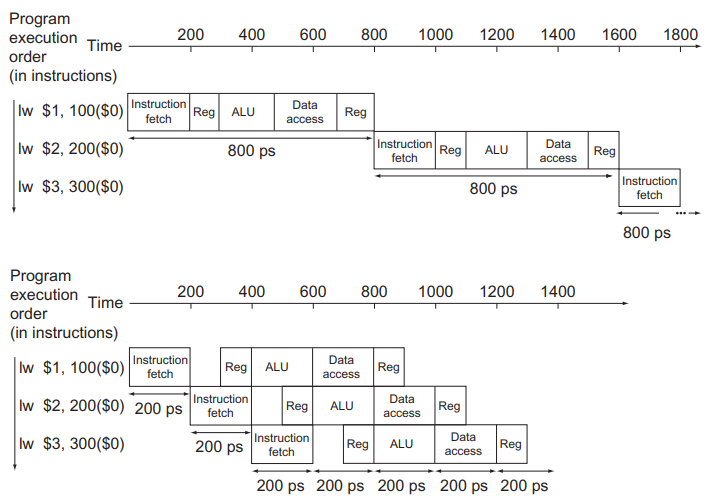 Program
execution
order
(in instructions)
Time
200 400 600 800 1000 1200 1400 1600 1800
lw $1, 100($0)
Instruction
fetch
Reg
ALU
Data
access
Reg
800 ps
lw $2, 200($0)
Instruction
fetch
Reg
ALU
Data
access
Reg
800 ps
lw $3, 300($0)
Instruction
fetch
...
800 ps
Program
execution
order
(in instructions)
Time
200 400 600 800 1000 1200 1400
lw $1, 100($0)
Instruction
fetch
Reg
ALU
Data
access
Reg
200 ps
lw $2, 200($0)
Instruction
fetch
Reg
ALU
Data
access
Reg
200 ps
lw $3, 300($0)
Instruction
fetch
Reg
ALU
Data
access
Reg
200 ps 200 ps 200 ps 200 ps 200 ps